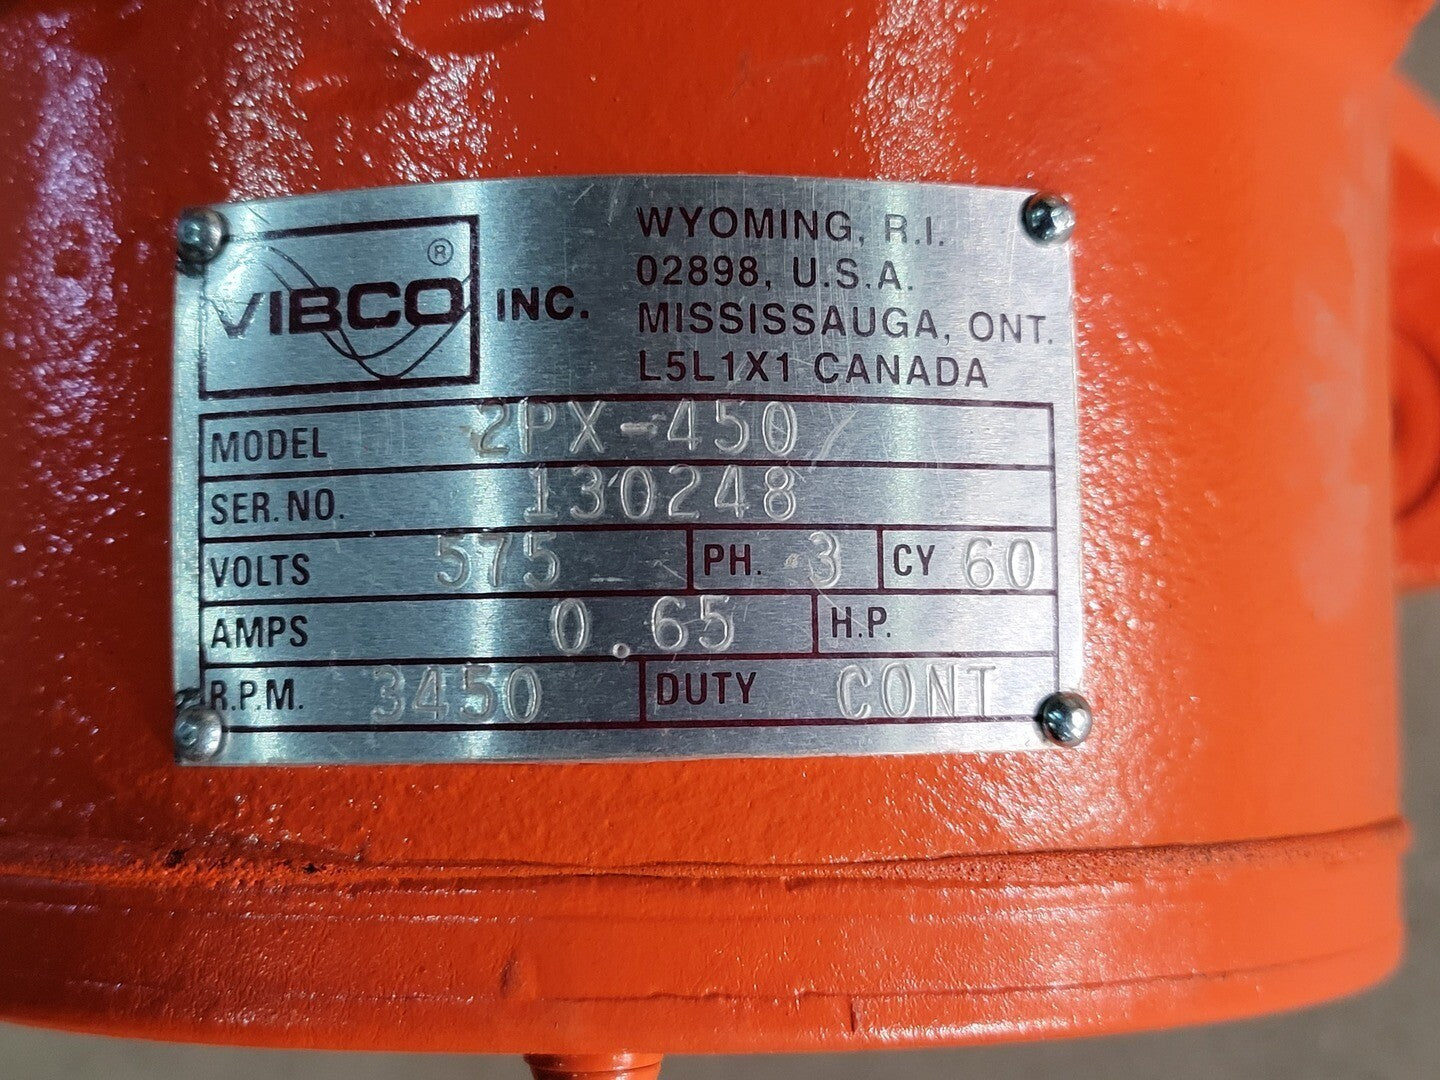 VIBCO® INC.
WYOMING, R.I.
02898, U.S.A.
MISSISSAUGA, ONT.
L5L1X1 CANADA
MODEL 2PX-450
SER. NO. 130248
VOLTS 575 PH. 3 CY 60
AMPS 0.65 H.P.
R.P.M. 3450 DUTY CONT